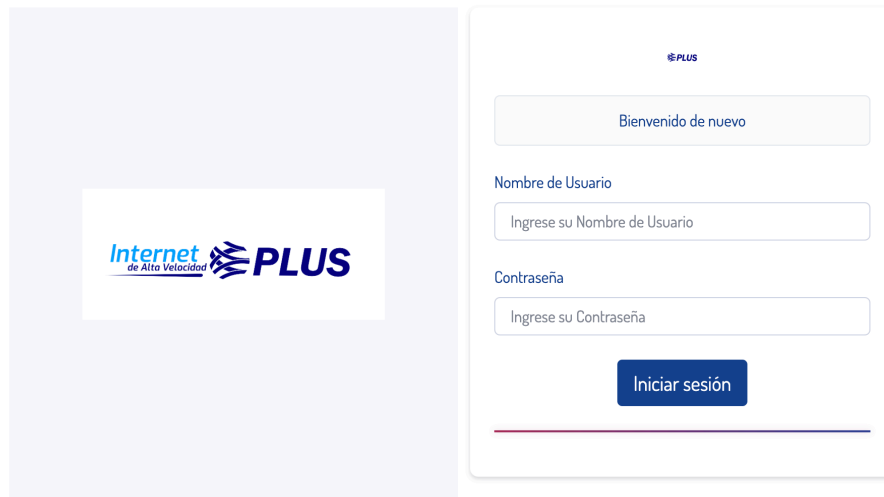 Internet
de Alta Velocidad
PLUS
PLUS
Bienvenido de nuevo
Nombre de Usuario
Ingrese su Nombre de Usuario
Contraseña
Ingrese su Contraseña
Iniciar sesión